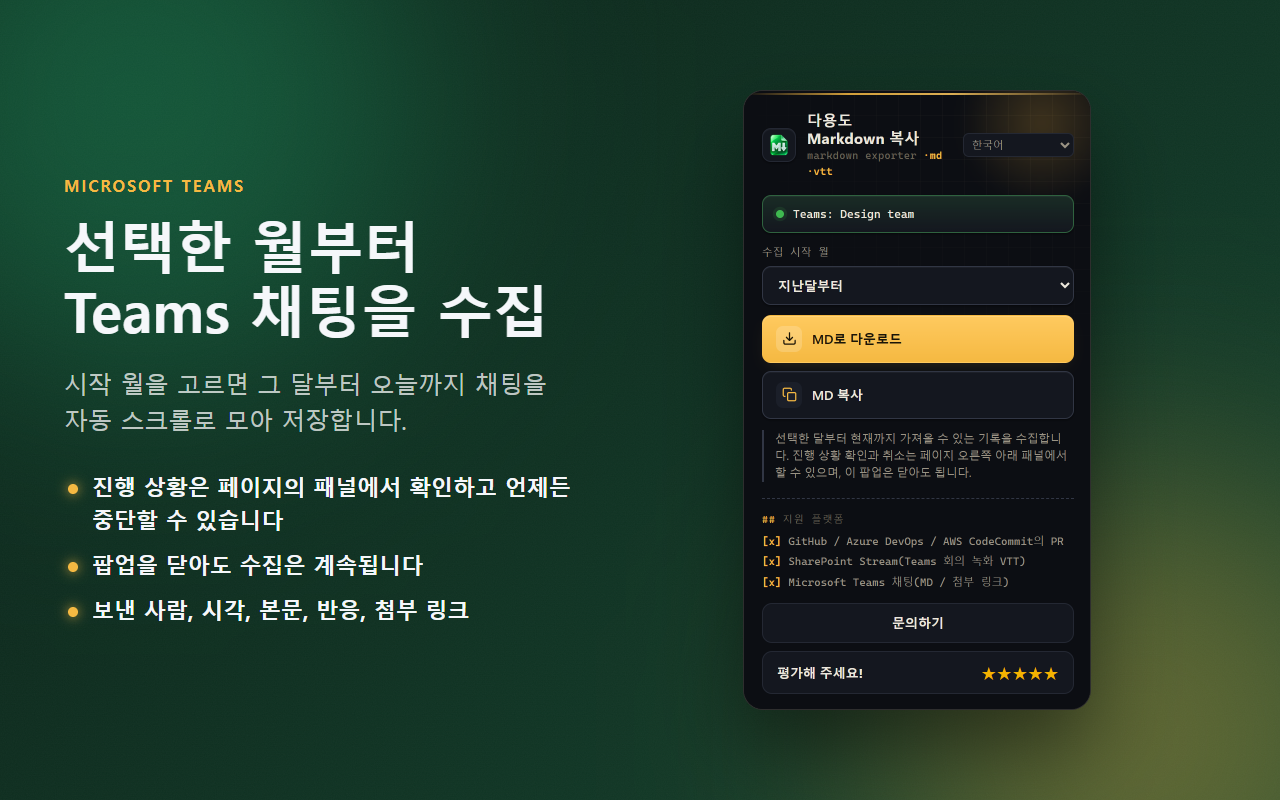 MICROSOFT TEAMS
선택한 월부터
Teams 채팅을 수집
시작 월을 고르면 그 달부터 오늘까지 채팅을
자동 스크롤로 모아 저장합니다.
진행 상황은 페이지의 패널에서 확인하고 언제든
중단할 수 있습니다
팝업을 닫아도 수집은 계속됩니다
보낸 사람, 시각, 본문, 반응, 첨부 링크
M↓
다용도
Markdown 복사
markdown exporter ·md
·vtt
한국어
Teams: Design team
수집 시작 월
지난달부터
MD로 다운로드
MD 복사
선택한 달부터 현재까지 가져올 수 있는 기록을 수집합니
다. 진행 상황 확인과 취소는 페이지 오른쪽 아래 패널에서
할 수 있으며, 이 팝업은 닫아도 됩니다.
## 지원 플랫폼
[x] GitHub / Azure DevOps / AWS CodeCommit의 PR
[x] SharePoint Stream(Teams 회의 녹화 VTT)
[x] Microsoft Teams 채팅(MD / 첨부 링크)
문의하기
평가해 주세요! ★★★★★